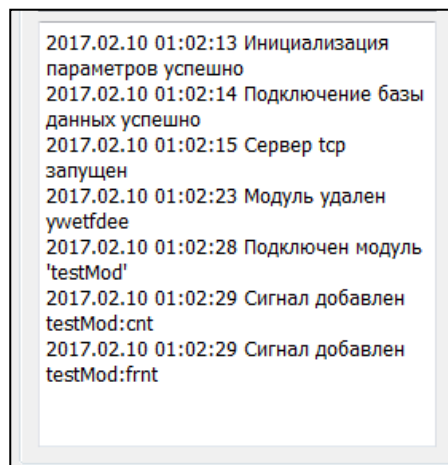 2017.02.10 01:02:13 Инициализация
параметров успешно
2017.02.10 01:02:14 Подключение базы
данных успешно
2017.02.10 01:02:15 Сервер tcp
запущен
2017.02.10 01:02:23 Модуль удален
ywetfdee
2017.02.10 01:02:28 Подключен модуль
'testMod'
2017.02.10 01:02:29 Сигнал добавлен
testMod:cnt
2017.02.10 01:02:29 Сигнал добавлен
testMod:frnt